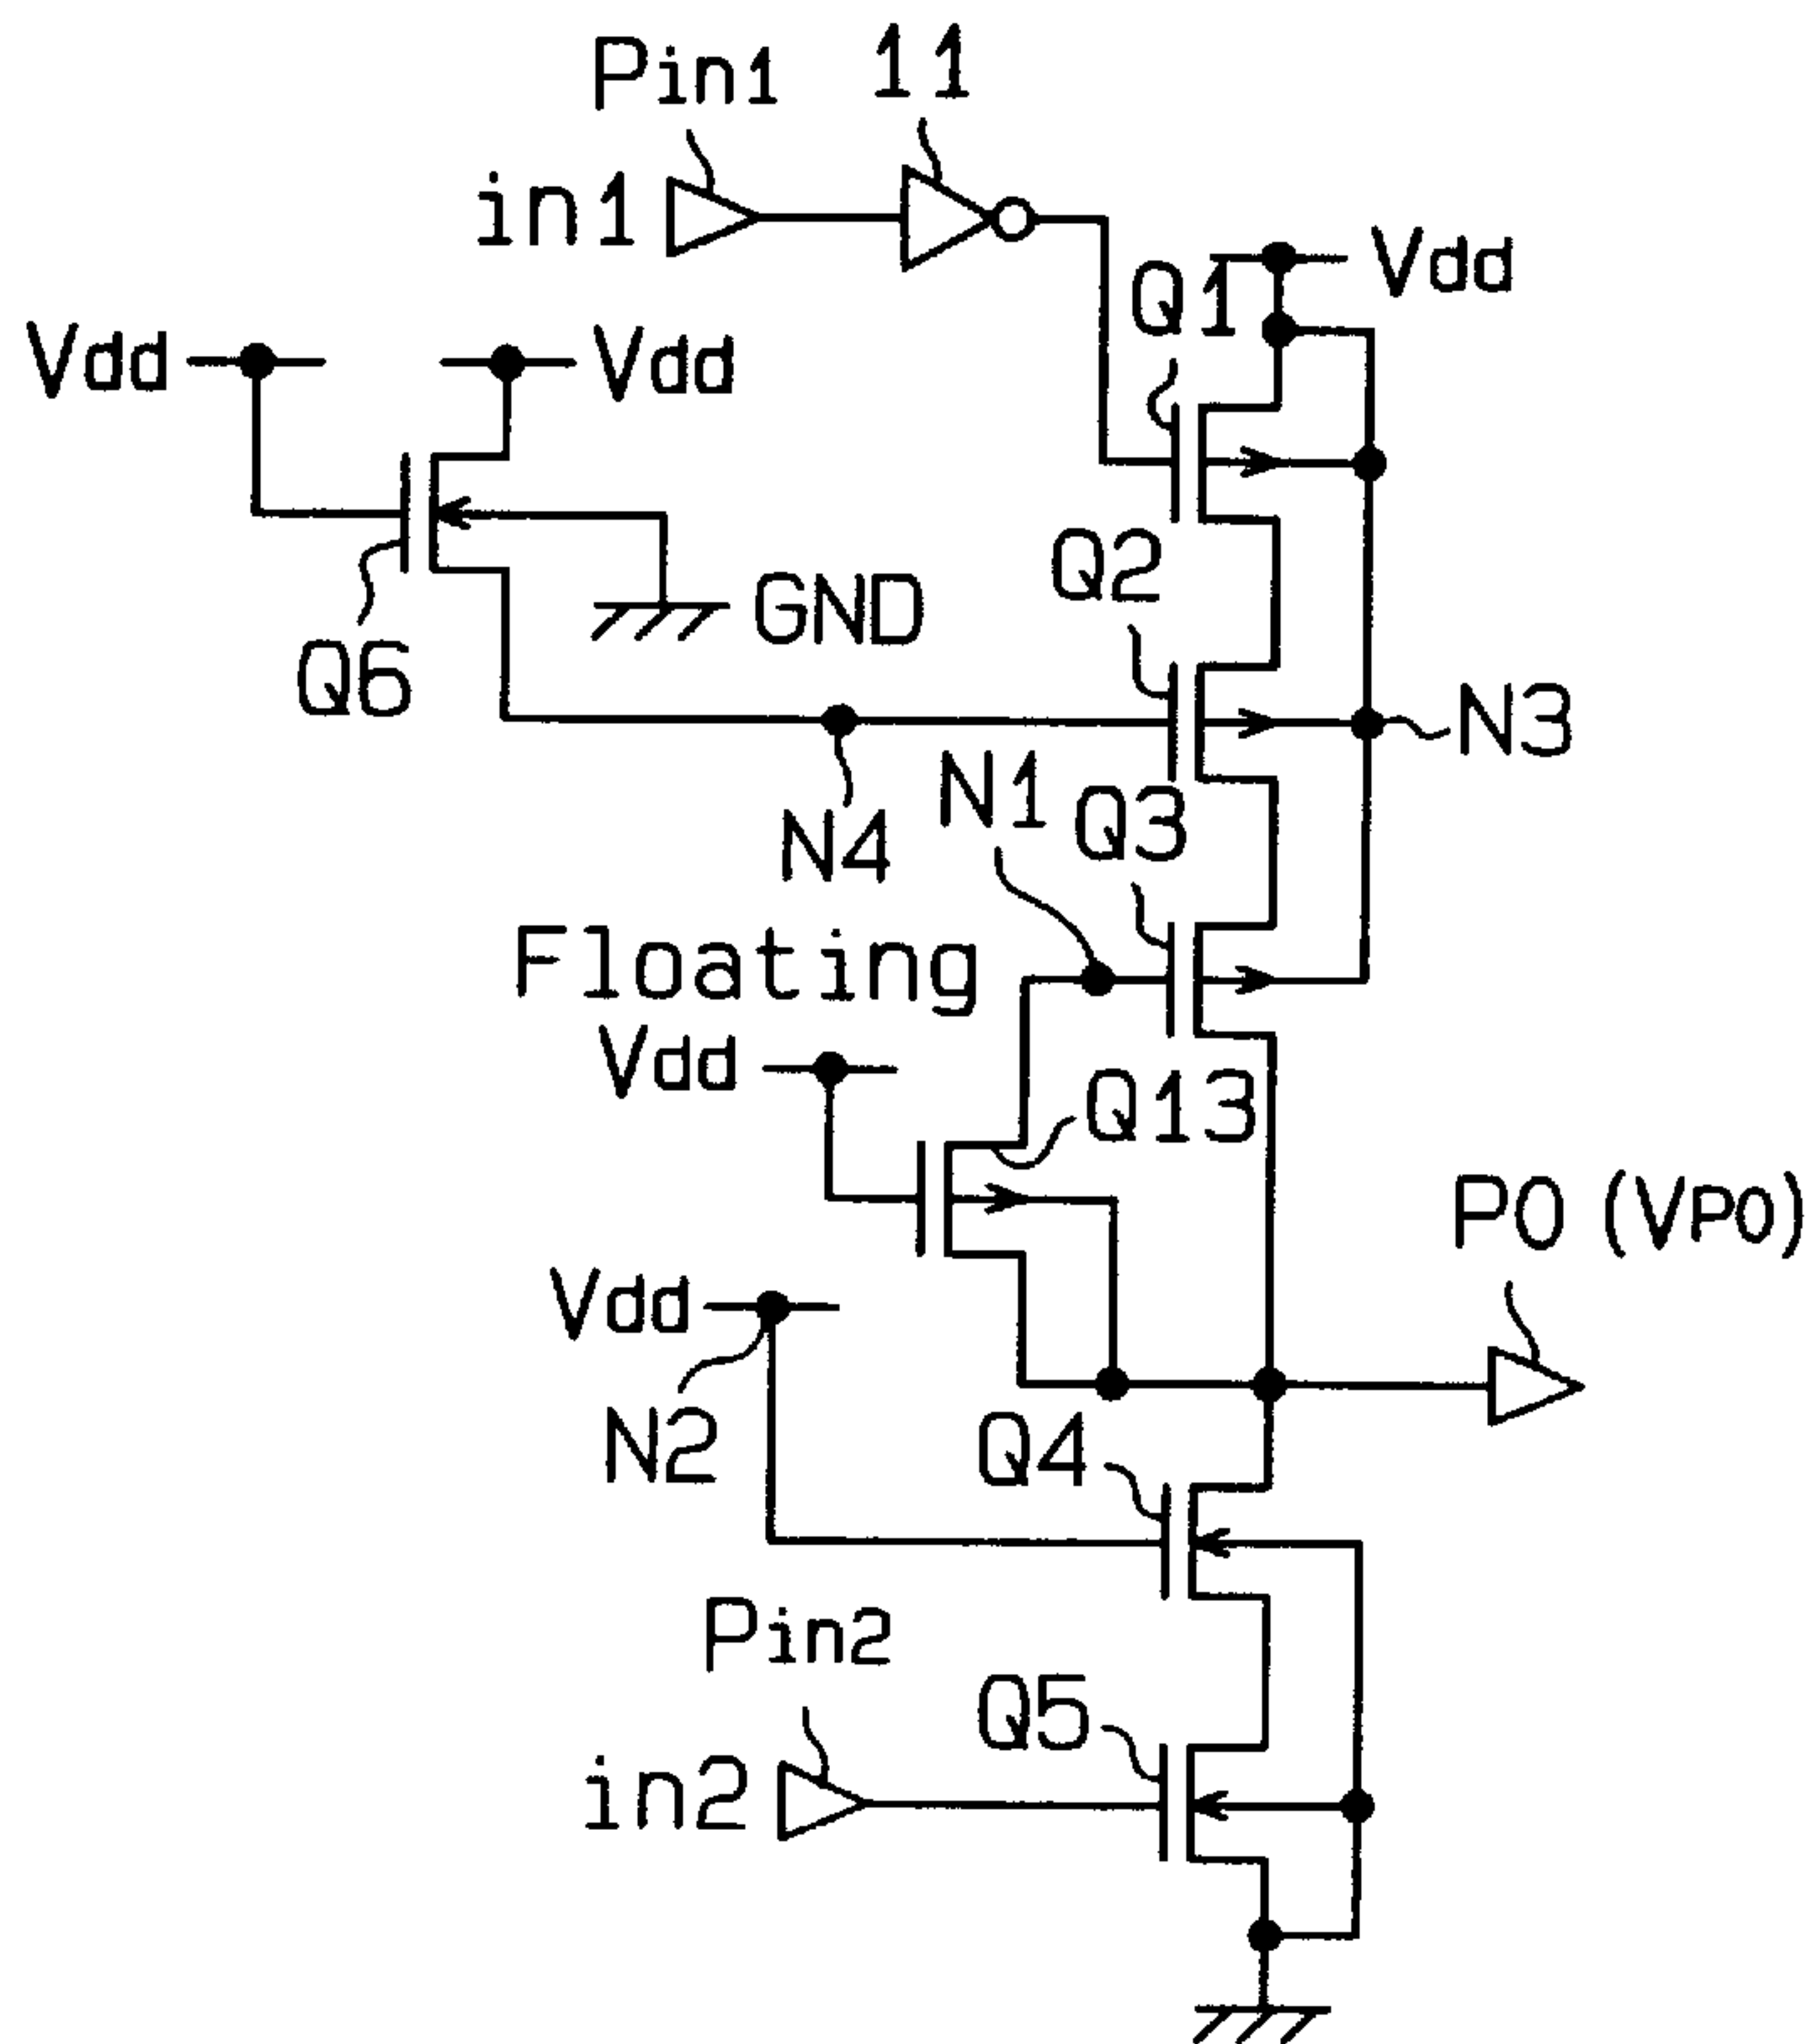 Pin1
11
in1
Vdd
Q1
Vdd
Vdd
Q2
GND
Q6
N3
N1
Q3
N4
Floating
Vdd
Q13
P0 (VP0)
Vdd
N2
Q4
Pin2
Q5
in2